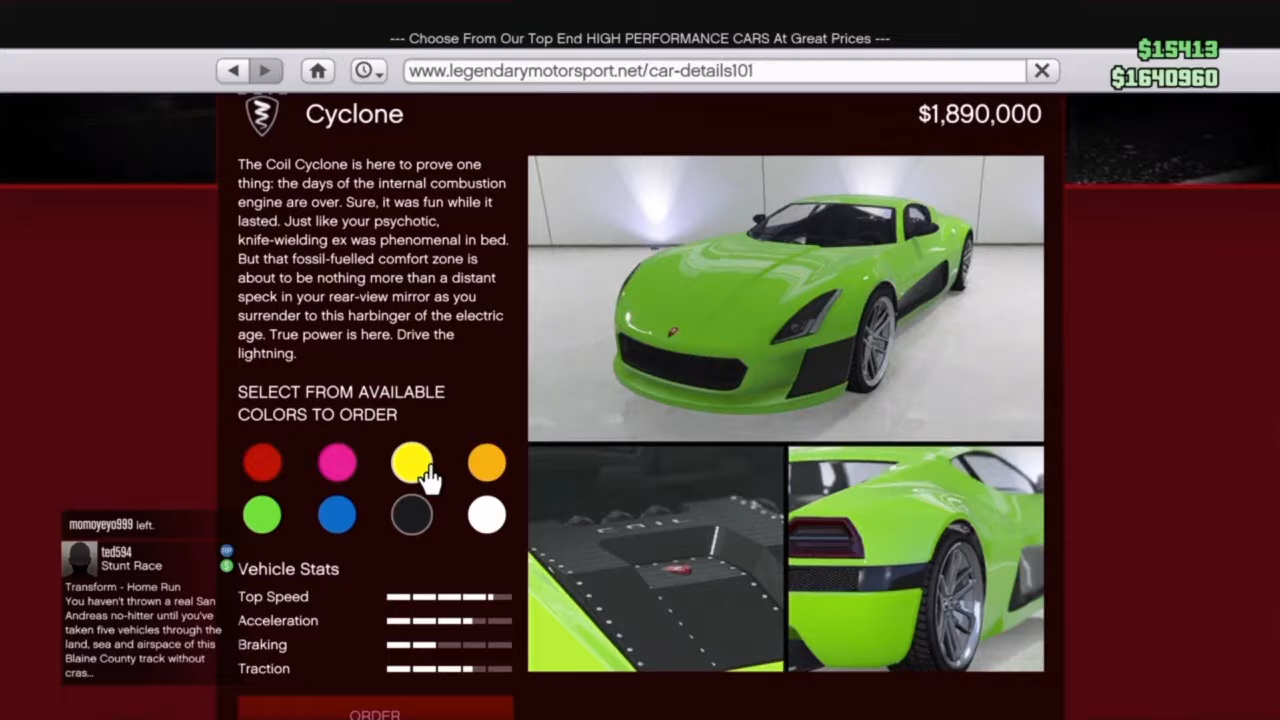 --- Choose From Our Top End HIGH PERFORMANCE CARS At Great Prices ---
$15413
www.legendarymotorsport.net/car-details101
$1640960
Cyclone
$1,890,000
The Coil Cyclone is here to prove one
thing: the days of the internal combustion
engine are over. Sure, it was fun while it
lasted. Just like your psychotic,
knife-wielding ex was phenomenal in bed.
But that fossil-fuelled comfort zone is
about to be nothing more than a distant
speck in your rear-view mirror as you
surrender to this harbinger of the electric
age. True power is here. Drive the
lightning.
SELECT FROM AVAILABLE
COLORS TO ORDER
Vehicle Stats
Top Speed
Acceleration
Braking
Traction
ORDER
COIL
momoyeyo999 left.
ted594
Stunt Race
RP
$
Transform - Home Run
You haven't thrown a real San
Andreas no-hitter until you've
taken five vehicles through the
land, sea and airspace of this
Blaine County track without
cras...